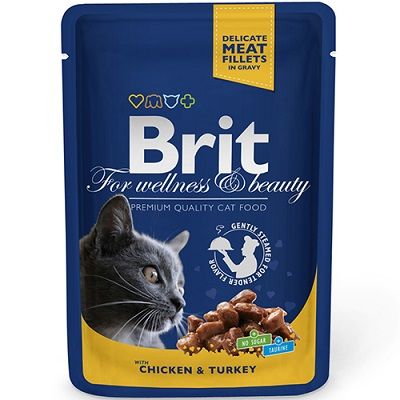 DELICATE
MEAT
FILLETS
IN GRAVY
Brit
For wellness & beauty
PREMIUM QUALITY CAT FOOD
GENTLY STEAMED FOR TENDER FLAVOR
NO SUGAR
TAURINE
WITH
CHICKEN & TURKEY